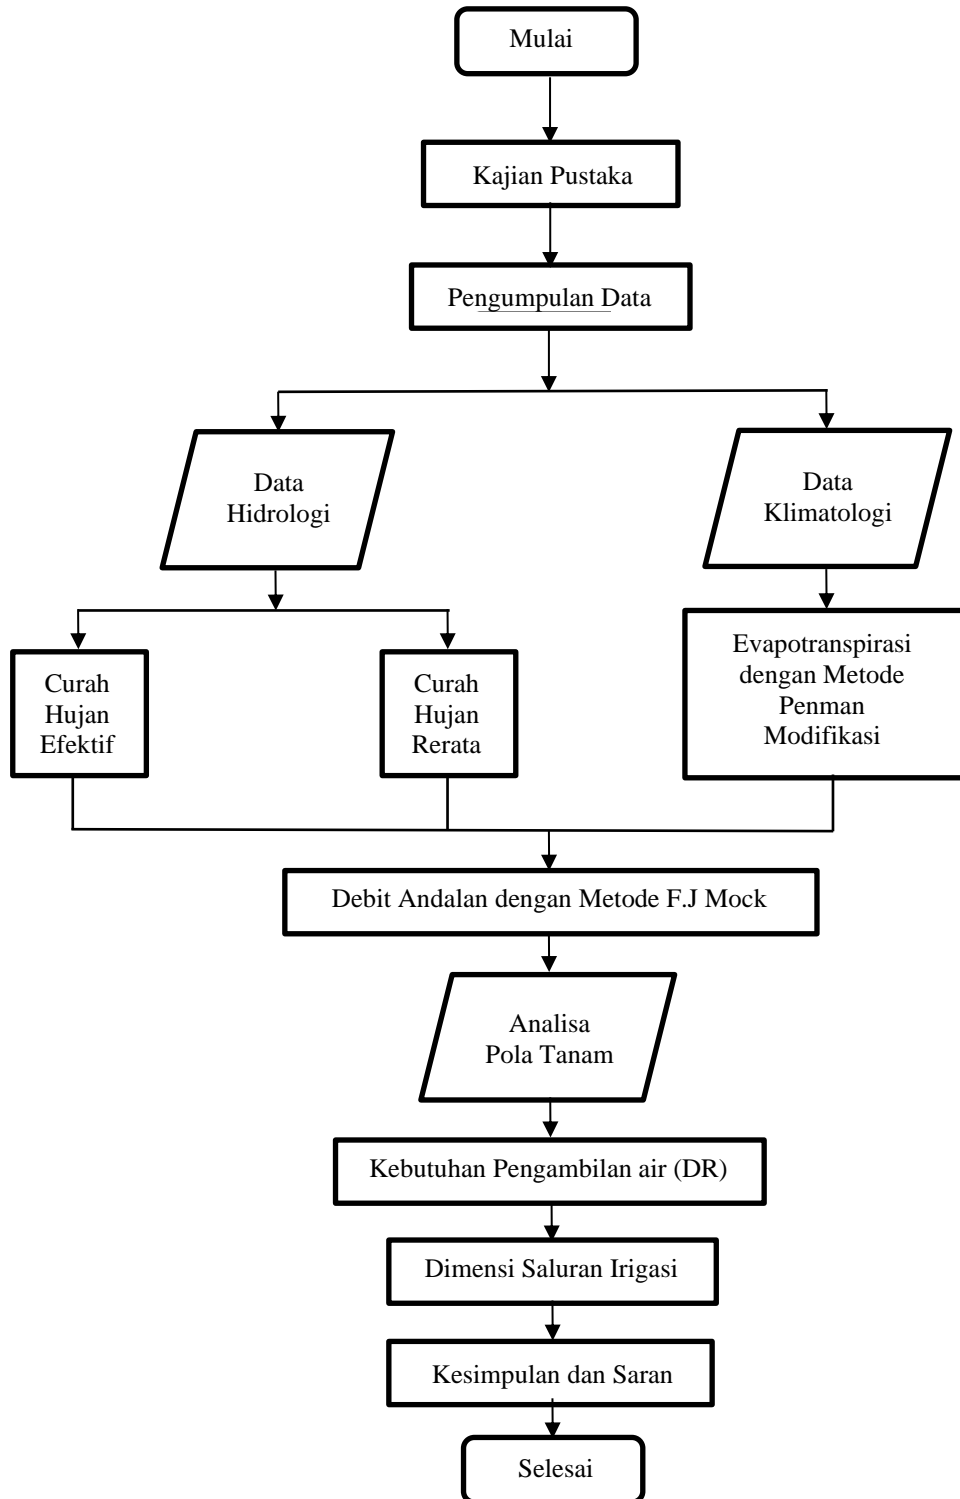 Mulai
Kajian Pustaka
Pengumpulan Data
Data
Hidrologi
Data
Klimatologi
Curah
Hujan
Efektif
Curah
Hujan
Rerata
Evapotranspirasi
dengan Metode
Penman
Modifikasi
Debit Andalan dengan Metode F.J Mock
Analisa
Pola Tanam
Kebutuhan Pengambilan air (DR)
Dimensi Saluran Irigasi
Kesimpulan dan Saran
Selesai